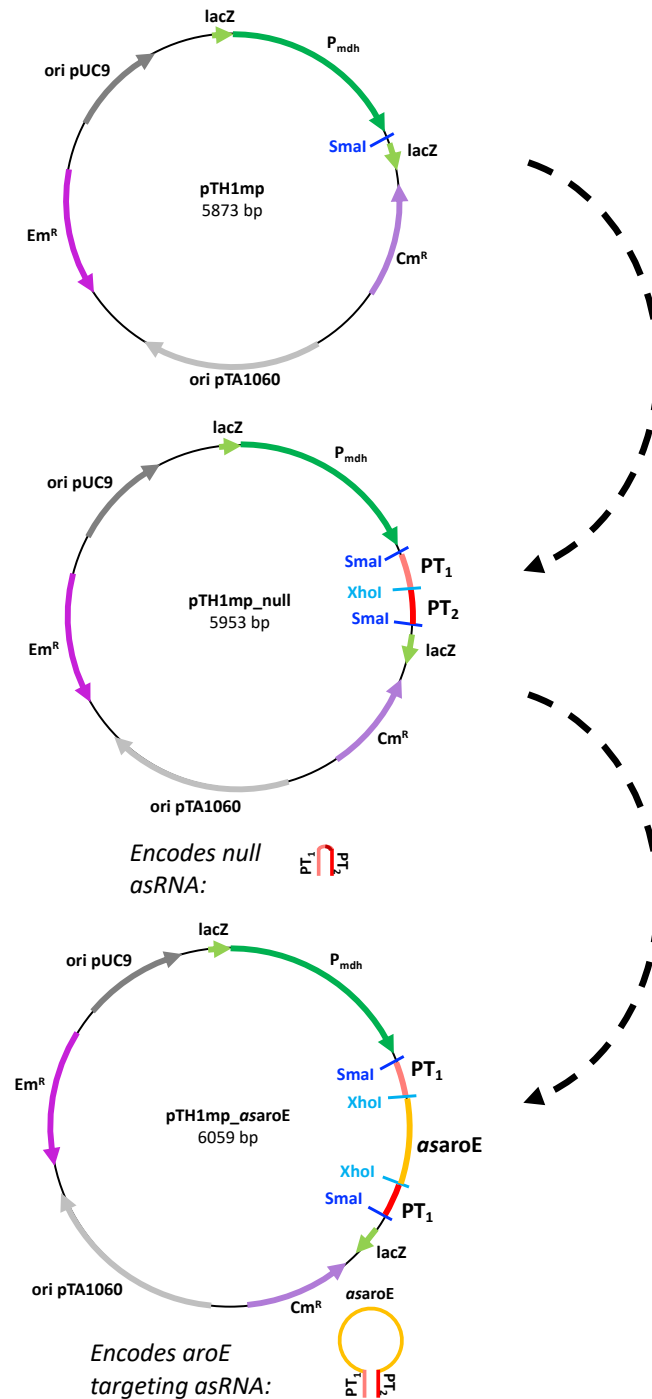 lacZ
Pmdh
ori pUC9
SmaI
lacZ
pTH1mp
5873 bp
EmR
CmR
ori pTA1060
lacZ
Pmdh
ori pUC9
SmaI
PT1
XhoI
PT2
pTH1mp_null
5953 bp
SmaI
lacZ
EmR
CmR
ori pTA1060
Encodes null
asRNA:
PT1
PT2
lacZ
Pmdh
ori pUC9
SmaI
PT1
XhoI
EmR
pTH1mp_asaroE
6059 bp
asaroE
XhoI
SmaI
PT1
lacZ
ori pTA1060
CmR
asaroE
Encodes aroE
targeting asRNA:
PT1
PT2